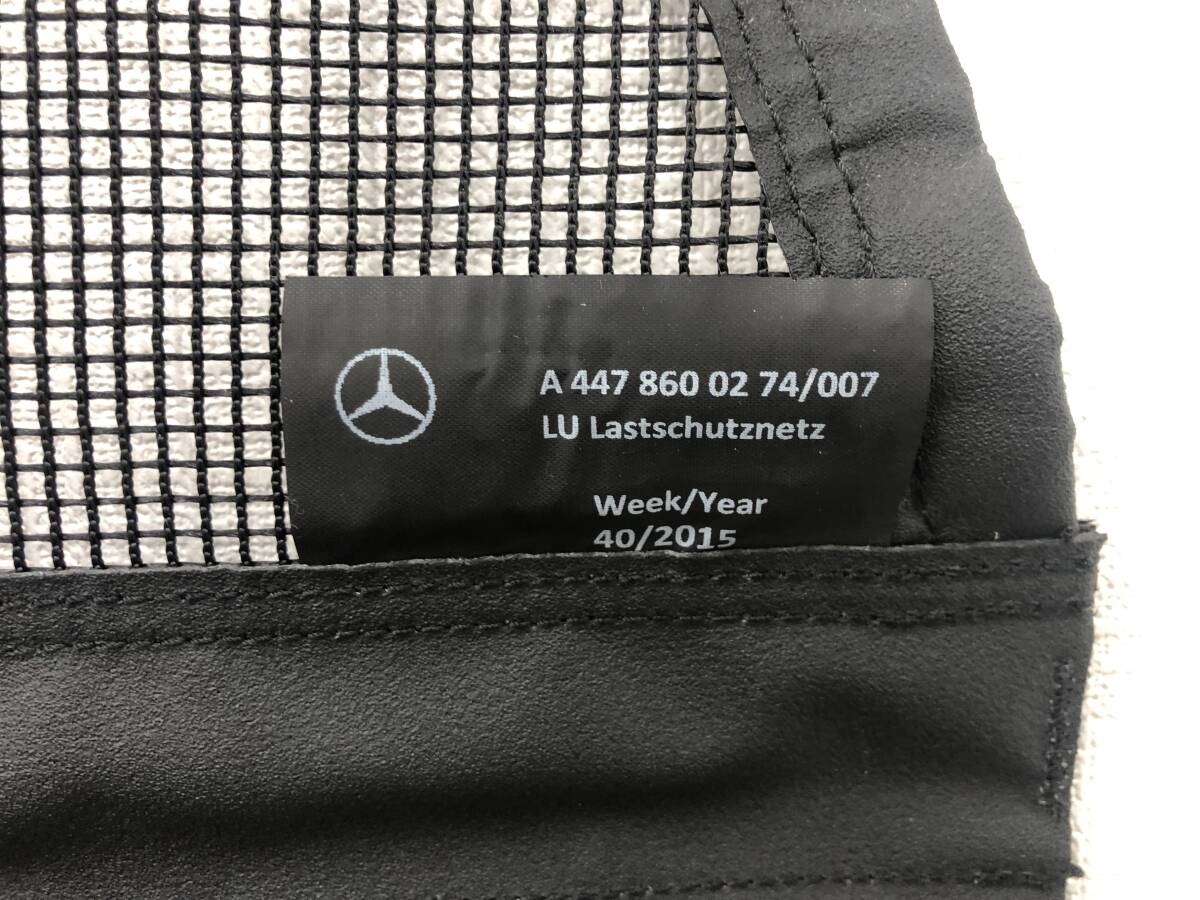 A 447 860 02 74/007
LU Lastschutznetz
Week/Year
40/2015